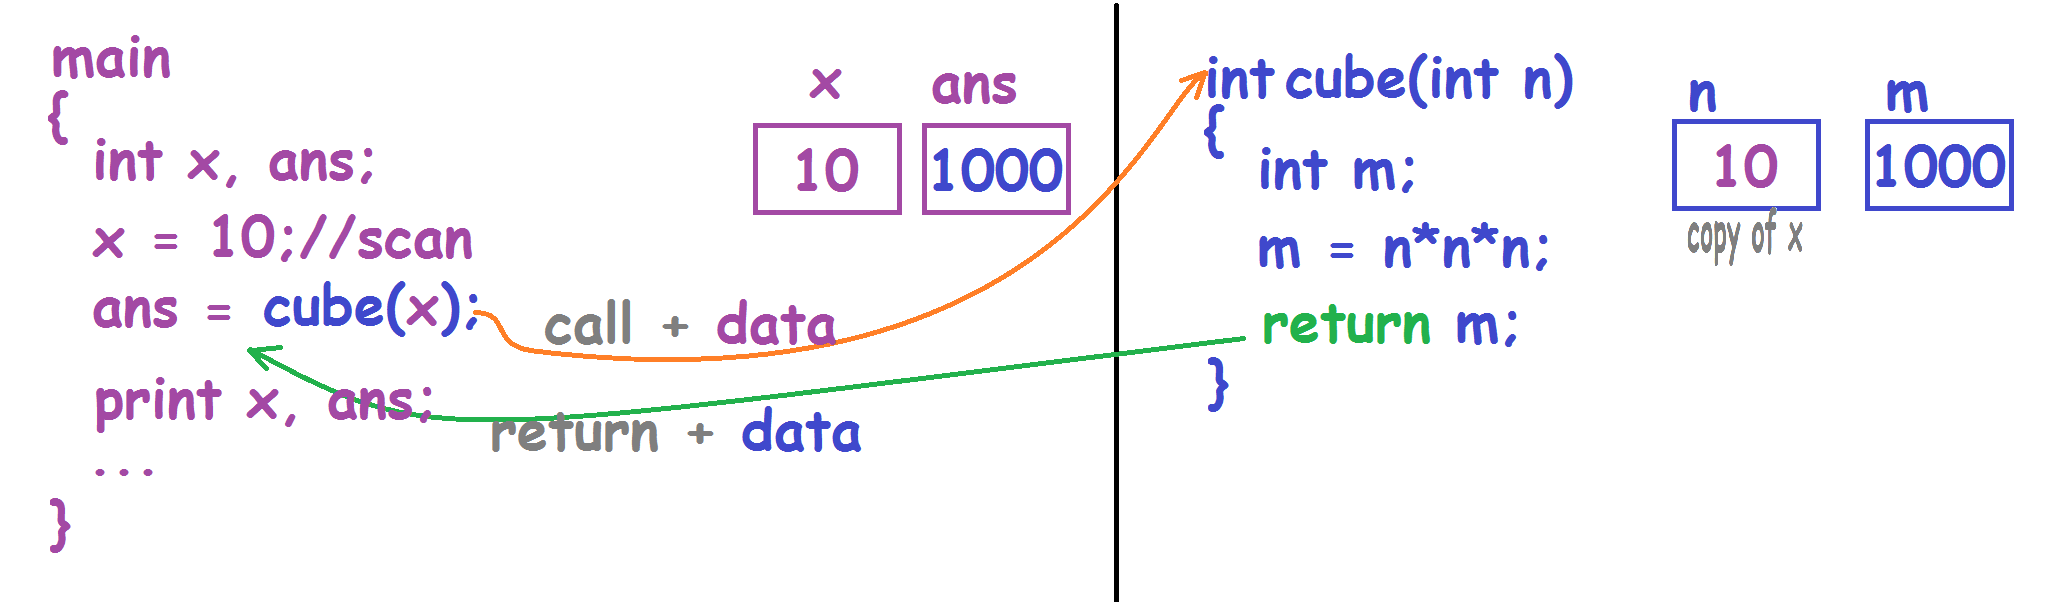 main
{
int x, ans;
x = 10;//scan
ans = cube(x);
print x, ans;
...
}
x ans
10 1000
call + data
return + data
int cube(int n)
{
int m;
m = n*n*n;
return m;
}
n m
10 1000
copy of x